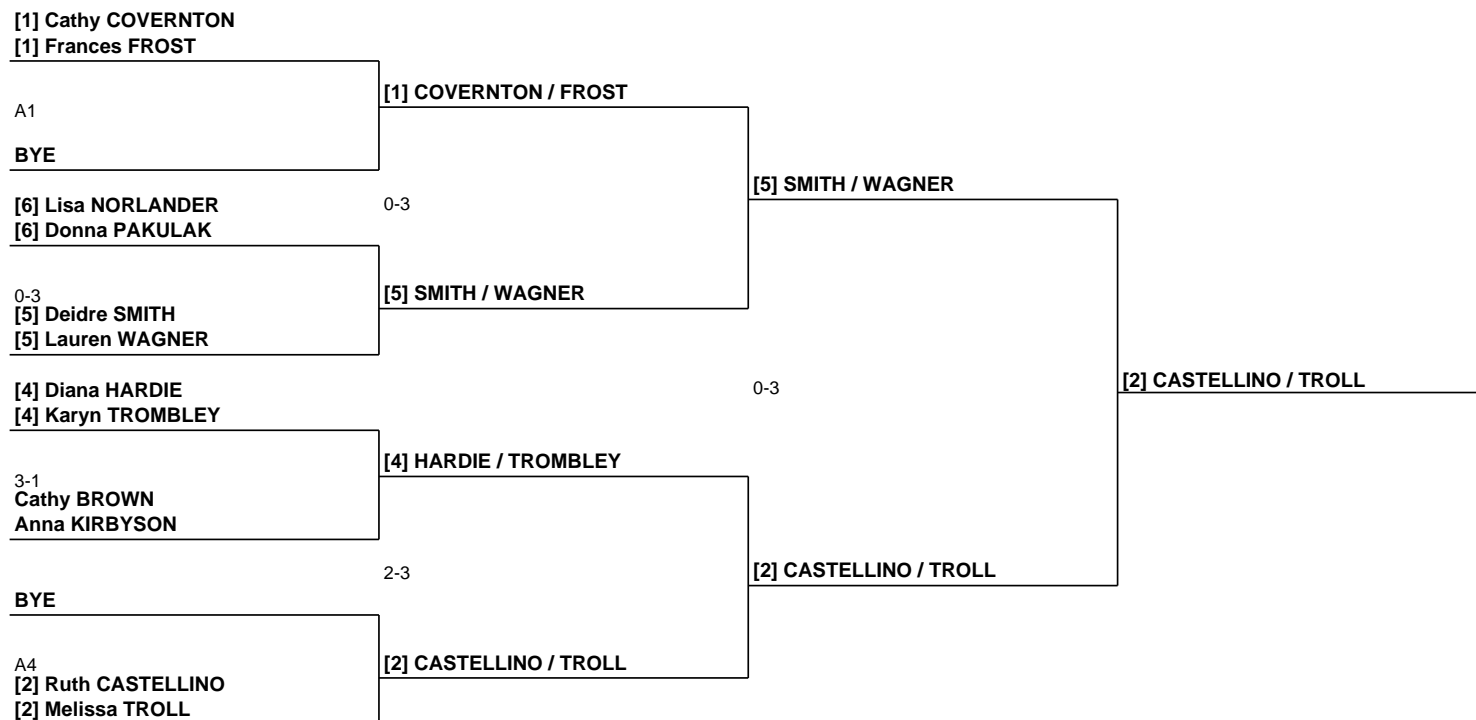 [1] Cathy COVERNTON
[1] Frances FROST
A1
BYE
[1] COVERNTON / FROST
[6] Lisa NORLANDER
[6] Donna PAKULAK
0-3
[5] Deidre SMITH
[5] Lauren WAGNER
[5] SMITH / WAGNER
0-3
[5] SMITH / WAGNER
[4] Diana HARDIE
[4] Karyn TROMBLEY
3-1
Cathy BROWN
Anna KIRBYSON
[4] HARDIE / TROMBLEY
BYE
A4
[2] Ruth CASTELLINO
[2] Melissa TROLL
[2] CASTELLINO / TROLL
2-3
[2] CASTELLINO / TROLL
0-3
[2] CASTELLINO / TROLL